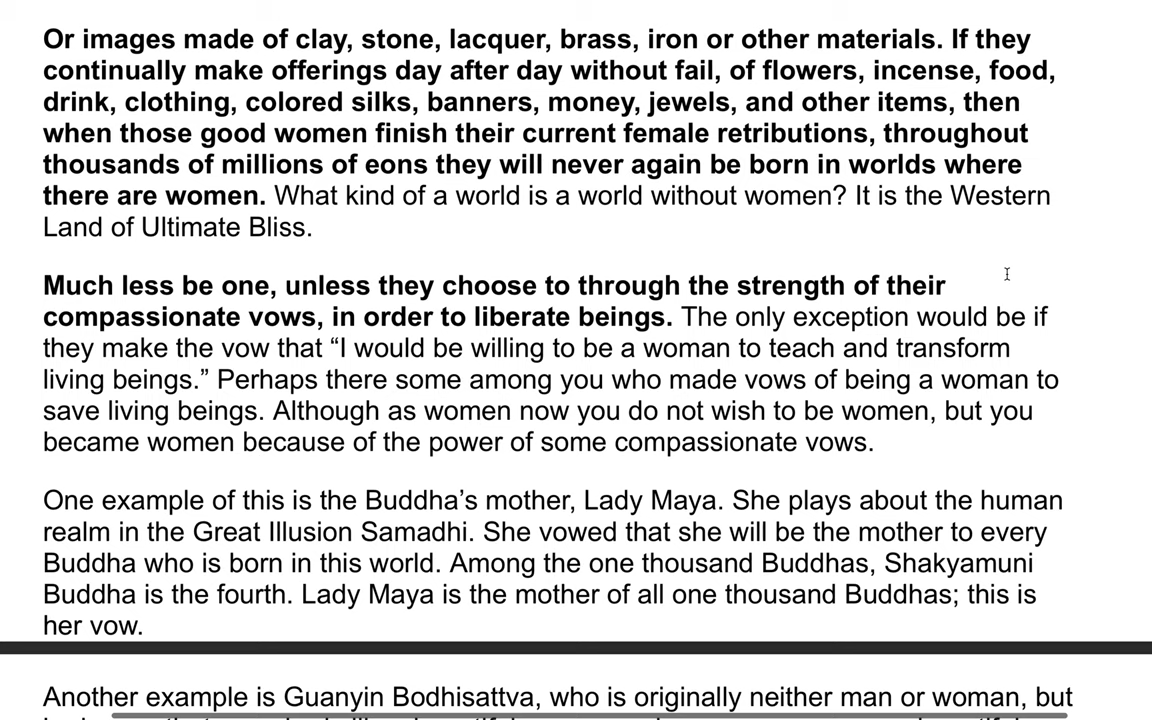 Or images made of clay, stone, lacquer, brass, iron or other materials. If they
continually make offerings day after day without fail, of flowers, incense, food,
drink, clothing, colored silks, banners, money, jewels, and other items, then
when those good women finish their current female retributions, throughout
thousands of millions of eons they will never again be born in worlds where
there are women. What kind of a world is a world without women? It is the Western
Land of Ultimate Bliss.
Much less be one, unless they choose to through the strength of their
compassionate vows, in order to liberate beings. The only exception would be if
they make the vow that “I would be willing to be a woman to teach and transform
living beings.” Perhaps there some among you who made vows of being a woman to
save living beings. Although as women now you do not wish to be women, but you
became women because of the power of some compassionate vows.
One example of this is the Buddha’s mother, Lady Maya. She plays about the human
realm in the Great Illusion Samadhi. She vowed that she will be the mother to every
Buddha who is born in this world. Among the one thousand Buddhas, Shakyamuni
Buddha is the fourth. Lady Maya is the mother of all one thousand Buddhas; this is
her vow.
Another example is Guanyin Bodhisattva, who is originally neither man or woman, but